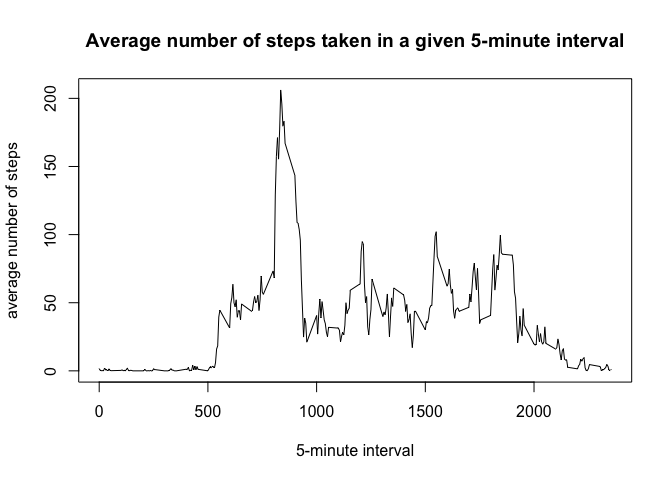 Average number of steps taken in a given 5-minute interval
average number of steps
200
150
100
50
0
0 500 1000 1500 2000
5-minute interval